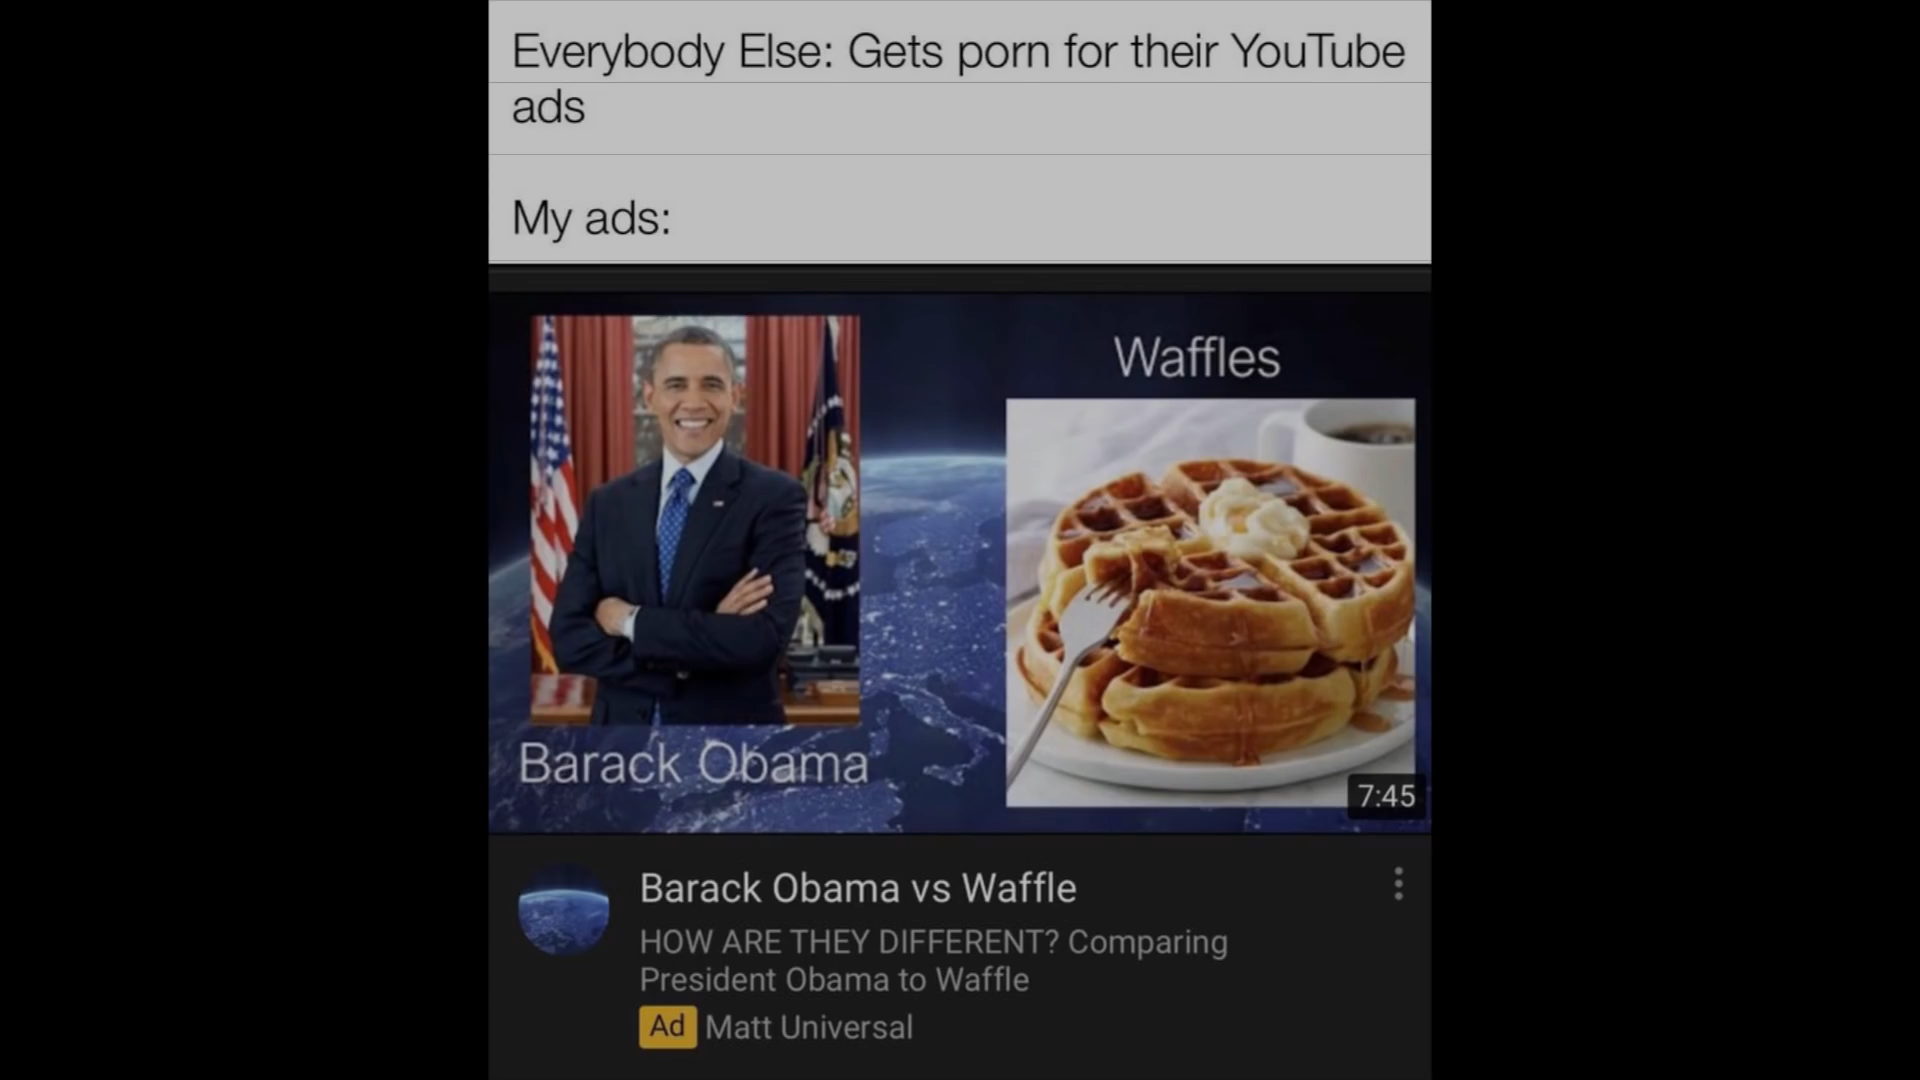 Everybody Else: Gets porn for their YouTube
ads
My ads:
Waffles
Barack Obama
7:45
Barack Obama vs Waffle
HOW ARE THEY DIFFERENT? Comparing
President Obama to Waffle
Ad Matt Universal